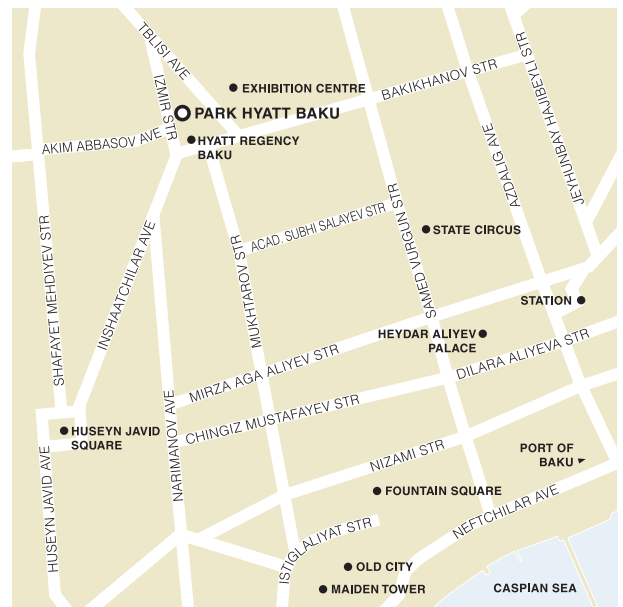 TBLISI AVE
IZMIR STR
EXHIBITION CENTRE
BAKIKHANOV STR
JEYHUNBAY HAJIBEYLI STR
PARK HYATT BAKU
AKIM ABBASOV AVE
HYATT REGENCY
BAKU
AZDALIG AVE
SHAFAYET MEHDIYEV STR
INSHAATCHILAR AVE
MUKHTAROV STR
ACAD. SUBHI SALAYEV STR
SAMED VURGUN STR
STATE CIRCUS
STATION
HEYDAR ALIYEV
PALACE
MIRZA AGA ALIYEV STR
DILARA ALIYEVA STR
NARIMANOV AVE
CHINGIZ MUSTAFAYEV STR
HUSEYN JAVID
SQUARE
HUSEYN JAVID AVE
NIZAMI STR
PORT OF
BAKU
FOUNTAIN SQUARE
NEFTCHILAR AVE
ISTIGLALIYAT STR
OLD CITY
MAIDEN TOWER
CASPIAN SEA